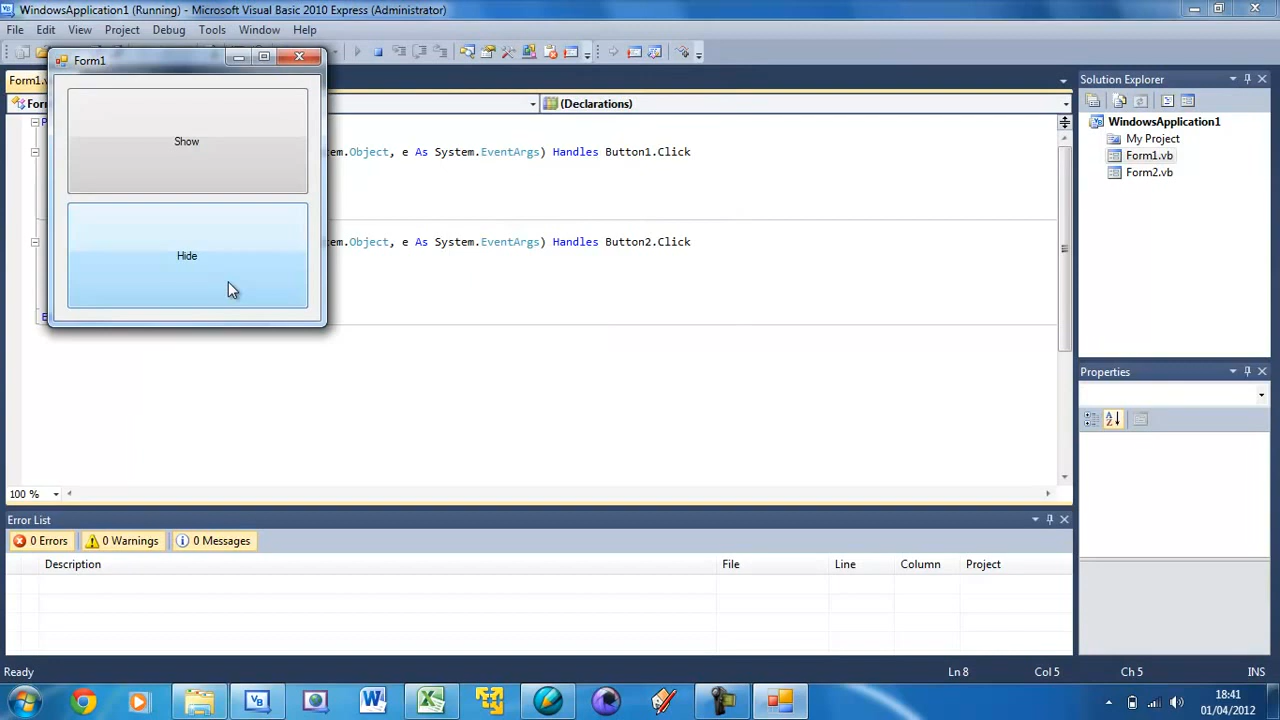 WindowsApplication1 (Running) - Microsoft Visual Basic 2010 Express (Administrator)
File Edit View Project Debug Tools Window Help
Form1
Form1.v
For
(Declarations)
Show
Hide
em.Object, e As System.EventArgs) Handles Button1.Click
em.Object, e As System.EventArgs) Handles Button2.Click
100 %
Solution Explorer
WindowsApplication1
My Project
Form1.vb
Form2.vb
Properties
Error List
0 Errors 0 Warnings 0 Messages
Description File Line Column Project
Ready Ln 8 Col 5 Ch 5 INS
18:41
01/04/2012